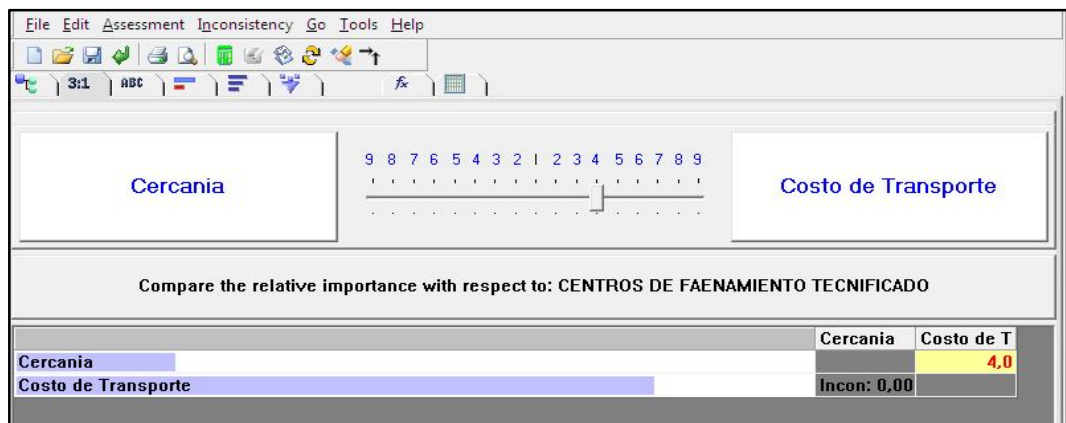 File Edit Assessment Inconsistency Go Tools Help
3:1 ABC fx
9 8 7 6 5 4 3 2 | 2 3 4 5 6 7 8 9
Cercania Costo de Transporte
Compare the relative importance with respect to: CENTROS DE FAENAMIENTO TECNIFICADO
Cercania Costo de T
Cercania 4,0
Costo de Transporte Incon: 0,00